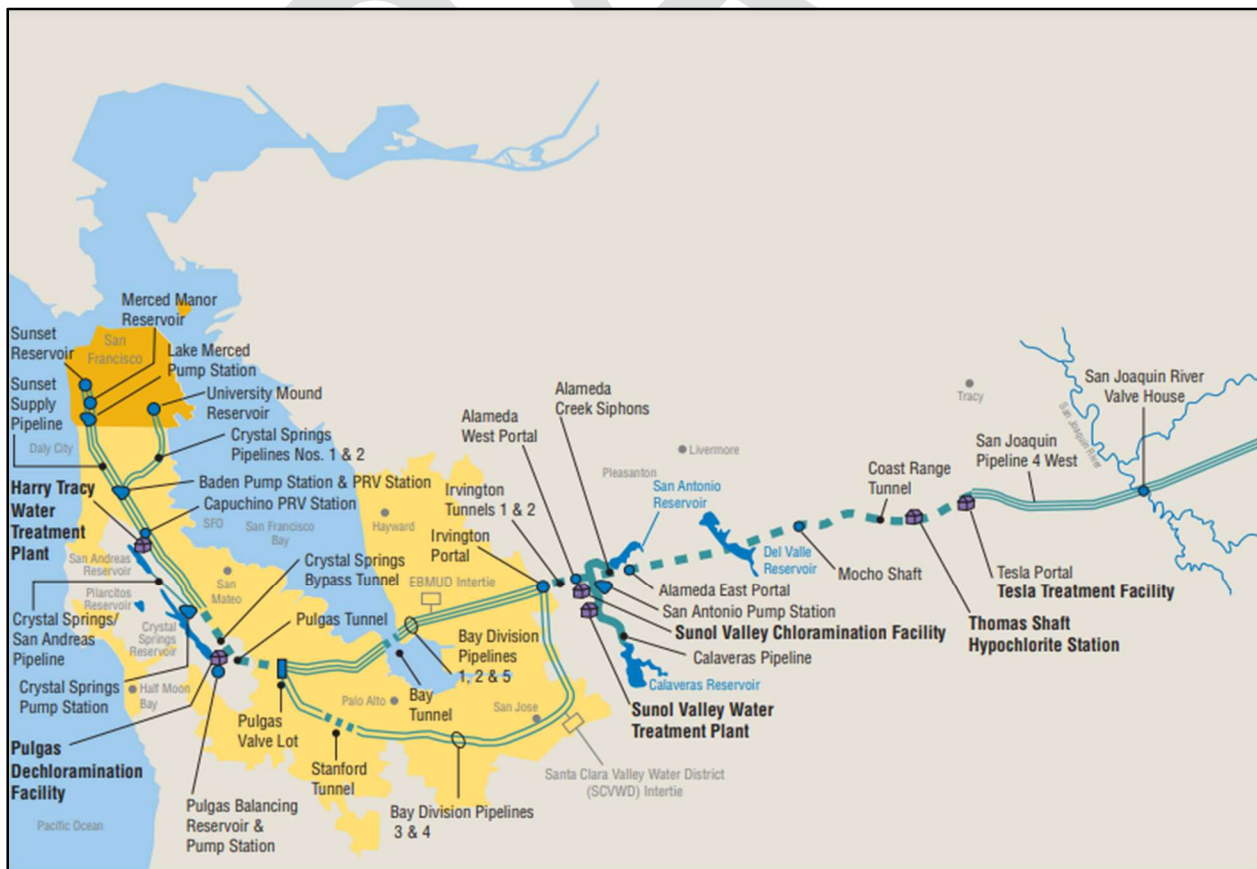 Merced Manor
Reservoir
Sunset
Reservoir
San
Francisco
Lake Merced
Pump Station
Sunset
Supply
Pipeline
University Mound
Reservoir
Daly City
Crystal Springs
Pipelines Nos. 1 & 2
Harry Tracy
Water
Treatment
Plant
Baden Pump Station & PRV Station
Capuchino PRV Station
SFO
San Francisco
Bay
San Andreas
Reservoir
Pilarcitos
Reservoir
San
Mateo
Crystal Springs
Bypass Tunnel
Crystal Springs/
San Andreas
Pipeline
Crystal
Springs
Reservoir
Pulgas Tunnel
Crystal Springs
Pump Station
Half Moon
Bay
Pulgas
Dechloramination
Facility
Pulgas
Valve Lot
Palo Alto
Bay
Tunnel
Stanford
Tunnel
Pulgas Balancing
Reservoir &
Pump Station
Pacific Ocean
Hayward
EBMUD Intertie
Bay Division
Pipelines
1, 2 & 5
San Jose
Bay Division Pipelines
3 & 4
Santa Clara Valley Water District
(SCVWD) Intertie
Irvington
Portal
Irvington
Tunnels 1 & 2
Alameda
West Portal
Alameda
Creek Siphons
Pleasanton
Livermore
San Antonio
Reservoir
Del Valle
Reservoir
Alameda East Portal
San Antonio Pump Station
Sunol Valley Chloramination Facility
Calaveras Pipeline
Calaveras Reservoir
Sunol Valley Water
Treatment Plant
Mocho Shaft
Coast Range
Tunnel
Tracy
Thomas Shaft
Hypochlorite Station
Tesla Portal
Tesla Treatment Facility
San Joaquin
Pipeline 4 West
San Joaquin River
San Joaquin River
Valve House